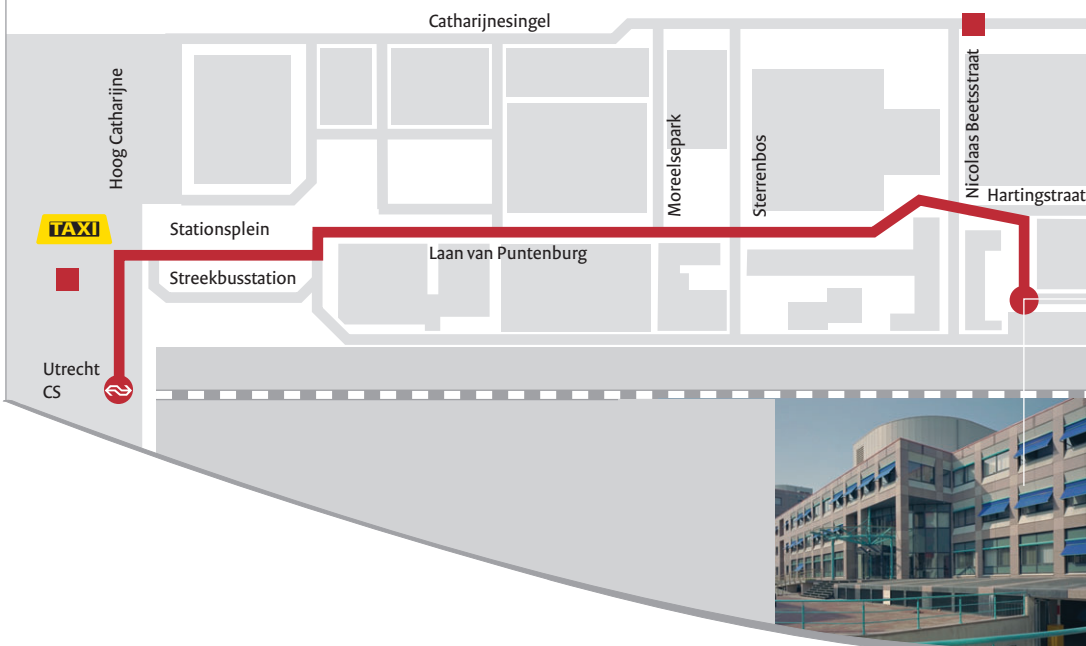 Catharijnesingel
Hoog Catharijne
Moreelsepark
Sterrenbos
Nicolaas Beetsstraat
Hartingstraat
TAXI
Stationsplein
Laan van Puntenburg
Streekbusstation
Utrecht
CS